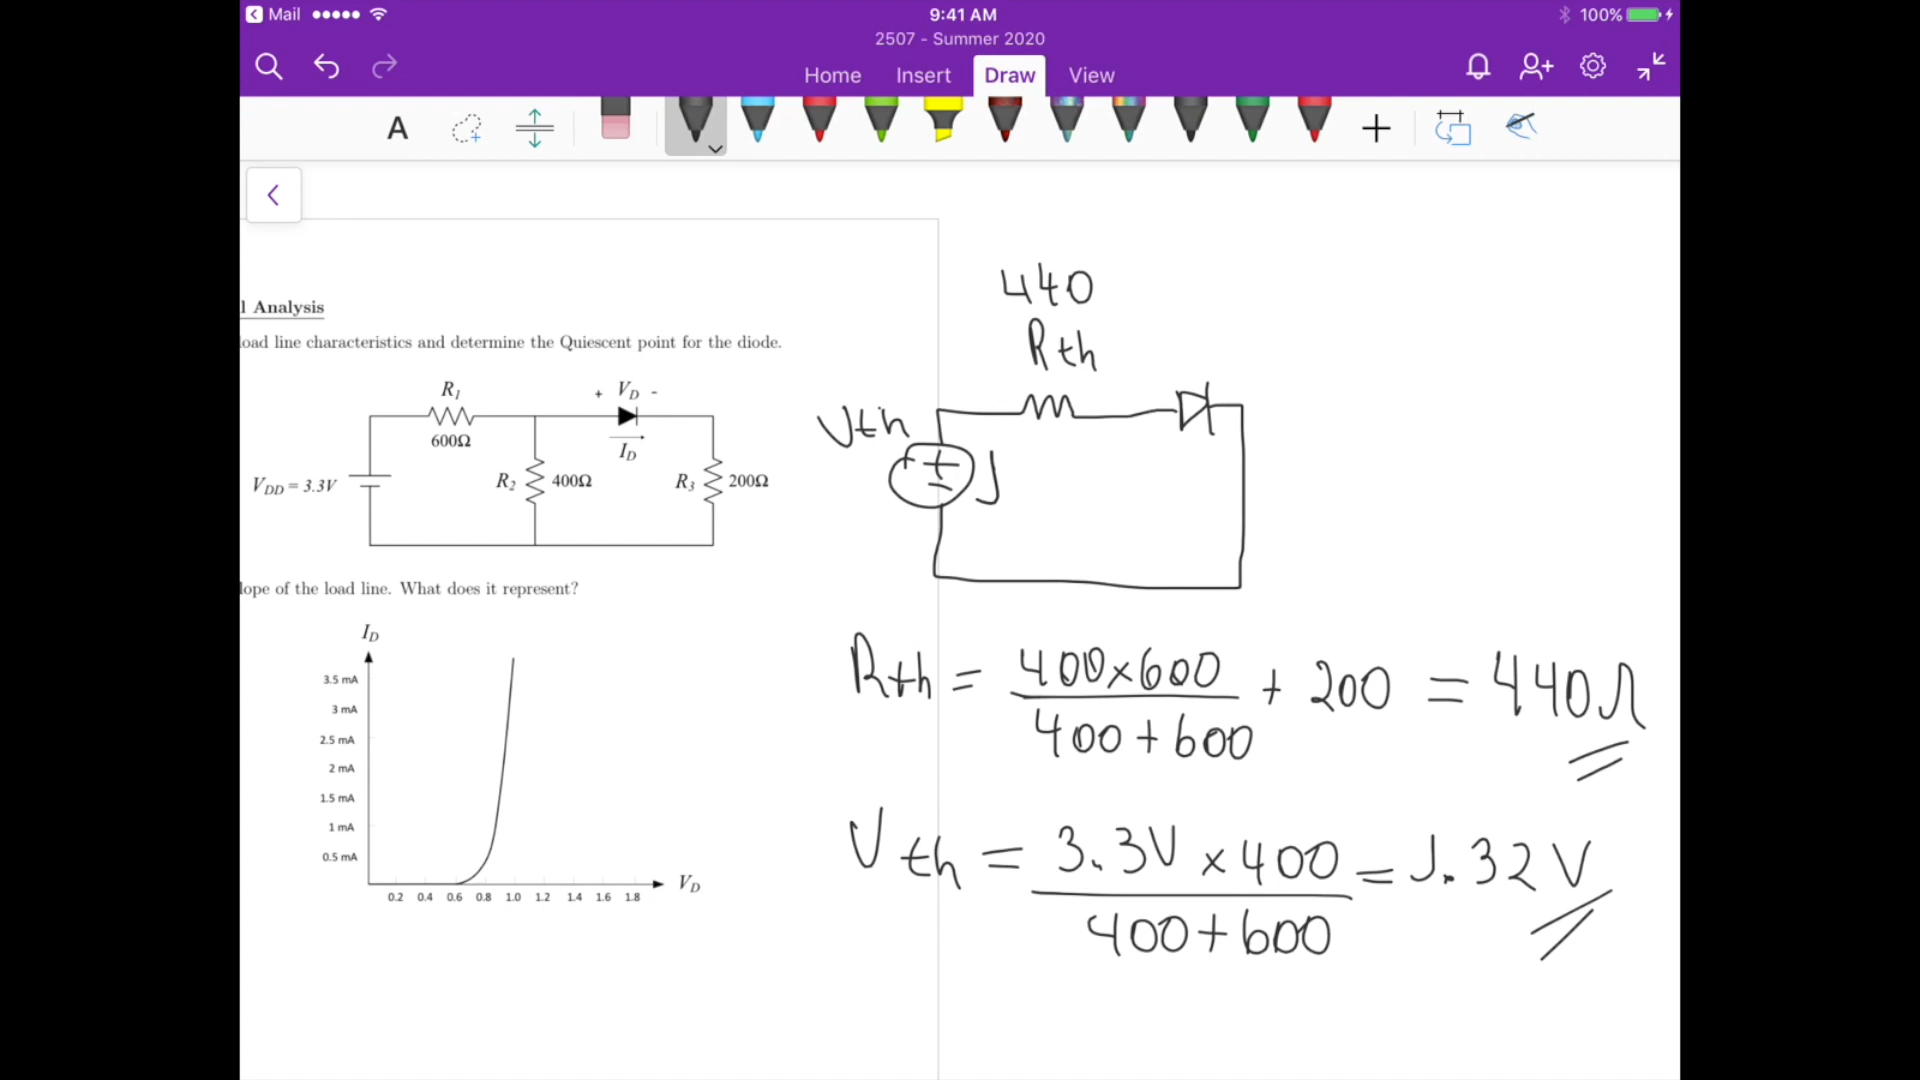 Mail
9:41 AM
100%
2507 - Summer 2020
Home Insert Draw View
A
l Analysis
load line characteristics and determine the Quiescent point for the diode.
R1
600Ω
+ VD -
ID
VDD = 3.3V
R2
400Ω
R3
200Ω
lope of the load line. What does it represent?
ID
3.5 mA
3 mA
2.5 mA
2 mA
1.5 mA
1 mA
0.5 mA
0.2 0.4 0.6 0.8 1.0 1.2 1.4 1.6 1.8
VD
440
Rth
Vth
Rth = 400×600 / 400+600 + 200 = 440Ω
Vth = 3.3V × 400 / 400+600 = 1.32V